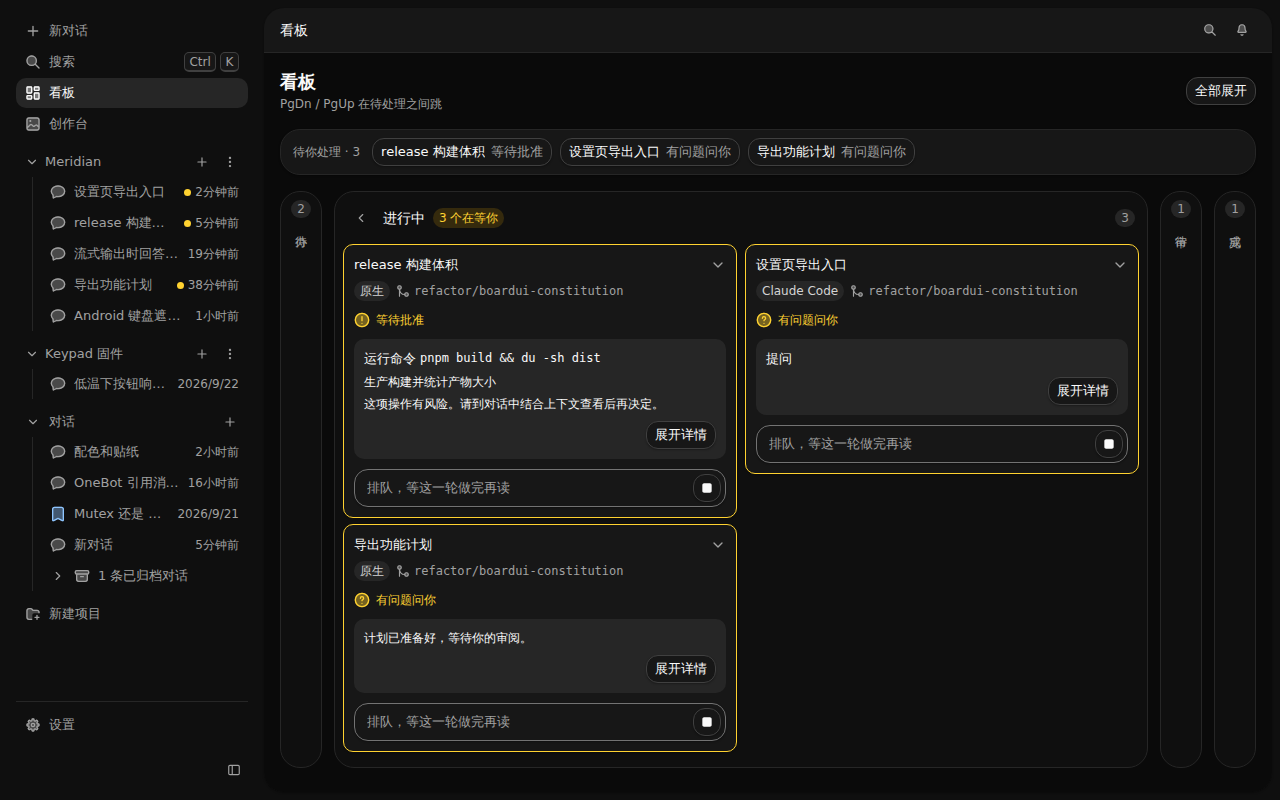 新对话
搜索 Ctrl K
看板
创作台
Meridian
设置页导出入口 2分钟前
release 构建… 5分钟前
流式输出时回答… 19分钟前
导出功能计划 38分钟前
Android 键盘遮… 1小时前
Keypad 固件
低温下按钮响… 2026/9/22
对话
配色和贴纸 2小时前
OneBot 引用消… 16小时前
Mutex 还是 … 2026/9/21
新对话 5分钟前
1 条已归档对话
新建项目
设置
看板
看板
PgDn / PgUp 在待处理之间跳
全部展开
待你处理 · 3 release 构建体积 等待批准 设置页导出入口 有问题问你 导出功能计划 有问题问你
2
待办
进行中 3 个在等你 3
release 构建体积
原生 refactor/boardui-constitution
等待批准
运行命令 pnpm build && du -sh dist
生产构建并统计产物大小
这项操作有风险。请到对话中结合上下文查看后再决定。
展开详情
排队，等这一轮做完再读
设置页导出入口
Claude Code refactor/boardui-constitution
有问题问你
提问
展开详情
排队，等这一轮做完再读
导出功能计划
原生 refactor/boardui-constitution
有问题问你
计划已准备好，等待你的审阅。
展开详情
排队，等这一轮做完再读
1
1